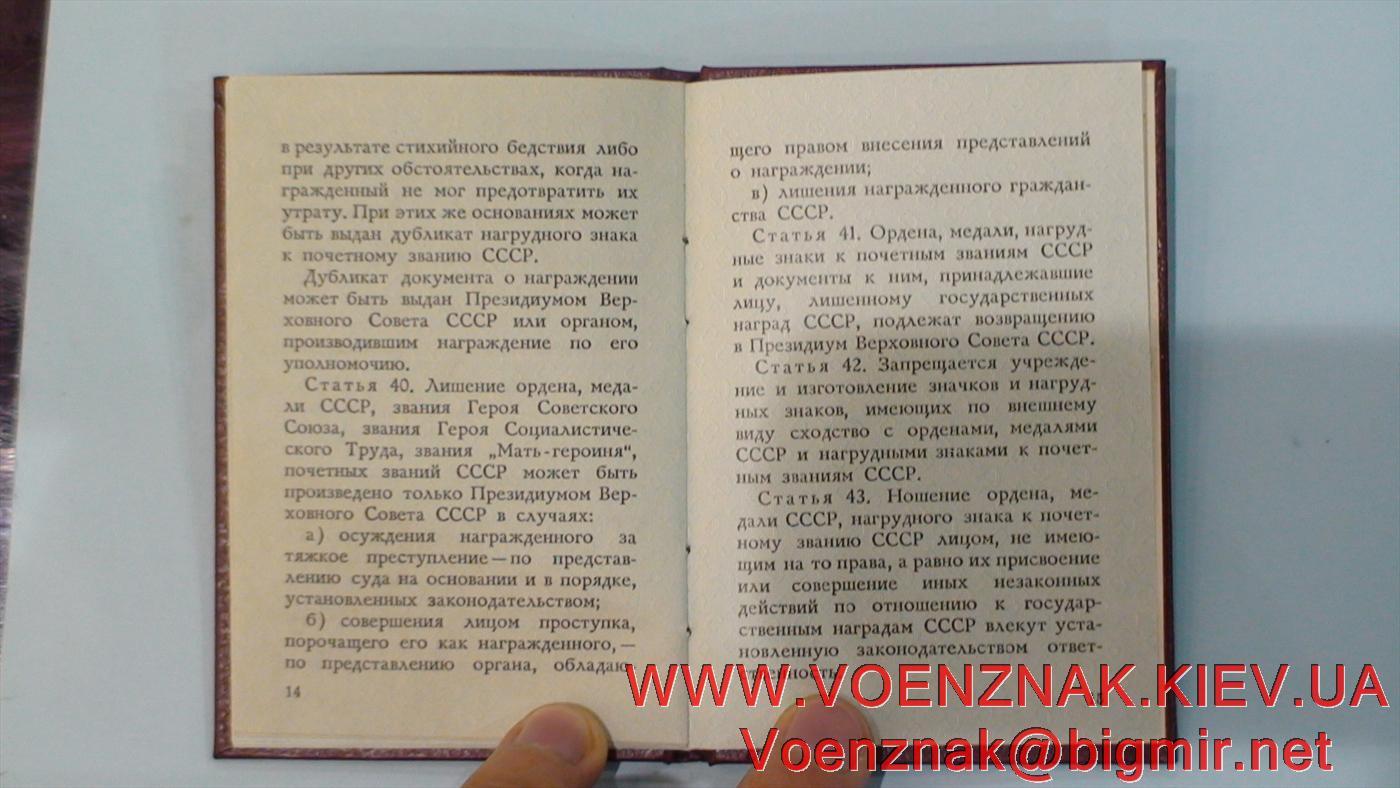 в результате стихийного бедствия либо
при других обстоятельствах, когда на-
гражденный не мог предотвратить их
утрату. При этих же основаниях может
быть выдан дубликат нагрудного знака
к почетному званию СССР.
Дубликат документа о награждении
может быть выдан Президиумом Вер-
ховного Совета СССР или органом,
производившим награждение по его
уполномочию.
Статья 40. Лишение ордена, меда-
ли СССР, звания Героя Советского
Союза, звания Героя Социалистиче-
ского Труда, звания „Мать-героиня“,
почетных званий СССР может быть
произведено только Президиумом Вер-
ховного Совета СССР в случаях:
а) осуждения награжденного за
тяжкое преступление — по представ-
лению суда на основании и в порядке,
установленных законодательством;
б) совершения лицом проступка,
порочащего его как награжденного, —
по представлению органа, обладаю-
14
щего правом внесения представлений
о награждении;
в) лишения награжденного граждан-
ства СССР.
Статья 41. Ордена, медали, нагруд-
ные знаки к почетным званиям СССР
и документы к ним, принадлежавшие
лицу, лишенному государственных
наград СССР, подлежат возвращению
в Президиум Верховного Совета СССР.
Статья 42. Запрещается учрежде-
ние и изготовление значков и нагруд-
ных знаков, имеющих по внешнему
виду сходство с орденами, медалями
СССР и нагрудными знаками к почет-
ным званиям СССР.
Статья 43. Ношение ордена, ме-
дали СССР, нагрудного знака к почет-
ному званию СССР лицом, не имею-
щим на то права, а равно их присвоение
или совершение иных незаконных
действий по отношению к государ-
ственным наградам СССР влекут уста-
новленную законодательством ответ-
ственность
WWW.VOENZNAK.KIEV.UA
Voenznak@bigmir.net